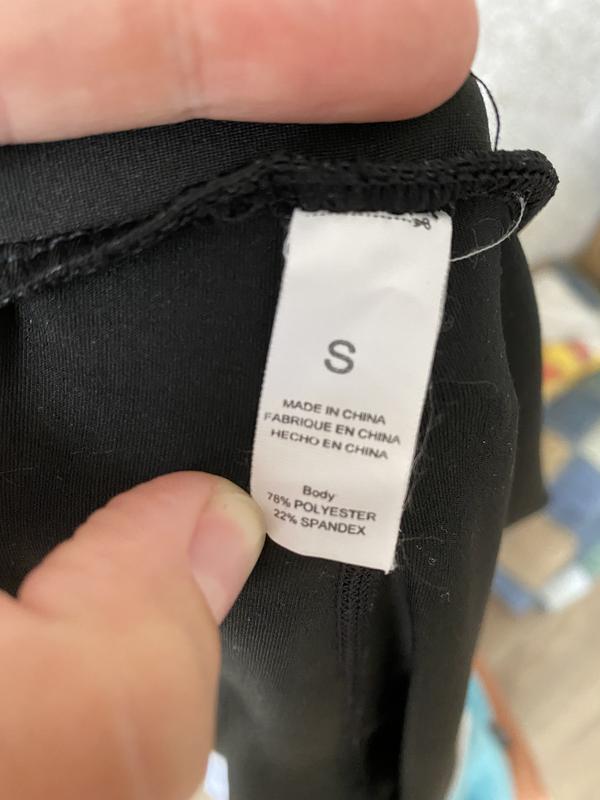 S
MADE IN CHINA
FABRIQUE EN CHINA
HECHO EN CHINA
Body
78% POLYESTER
22% SPANDEX